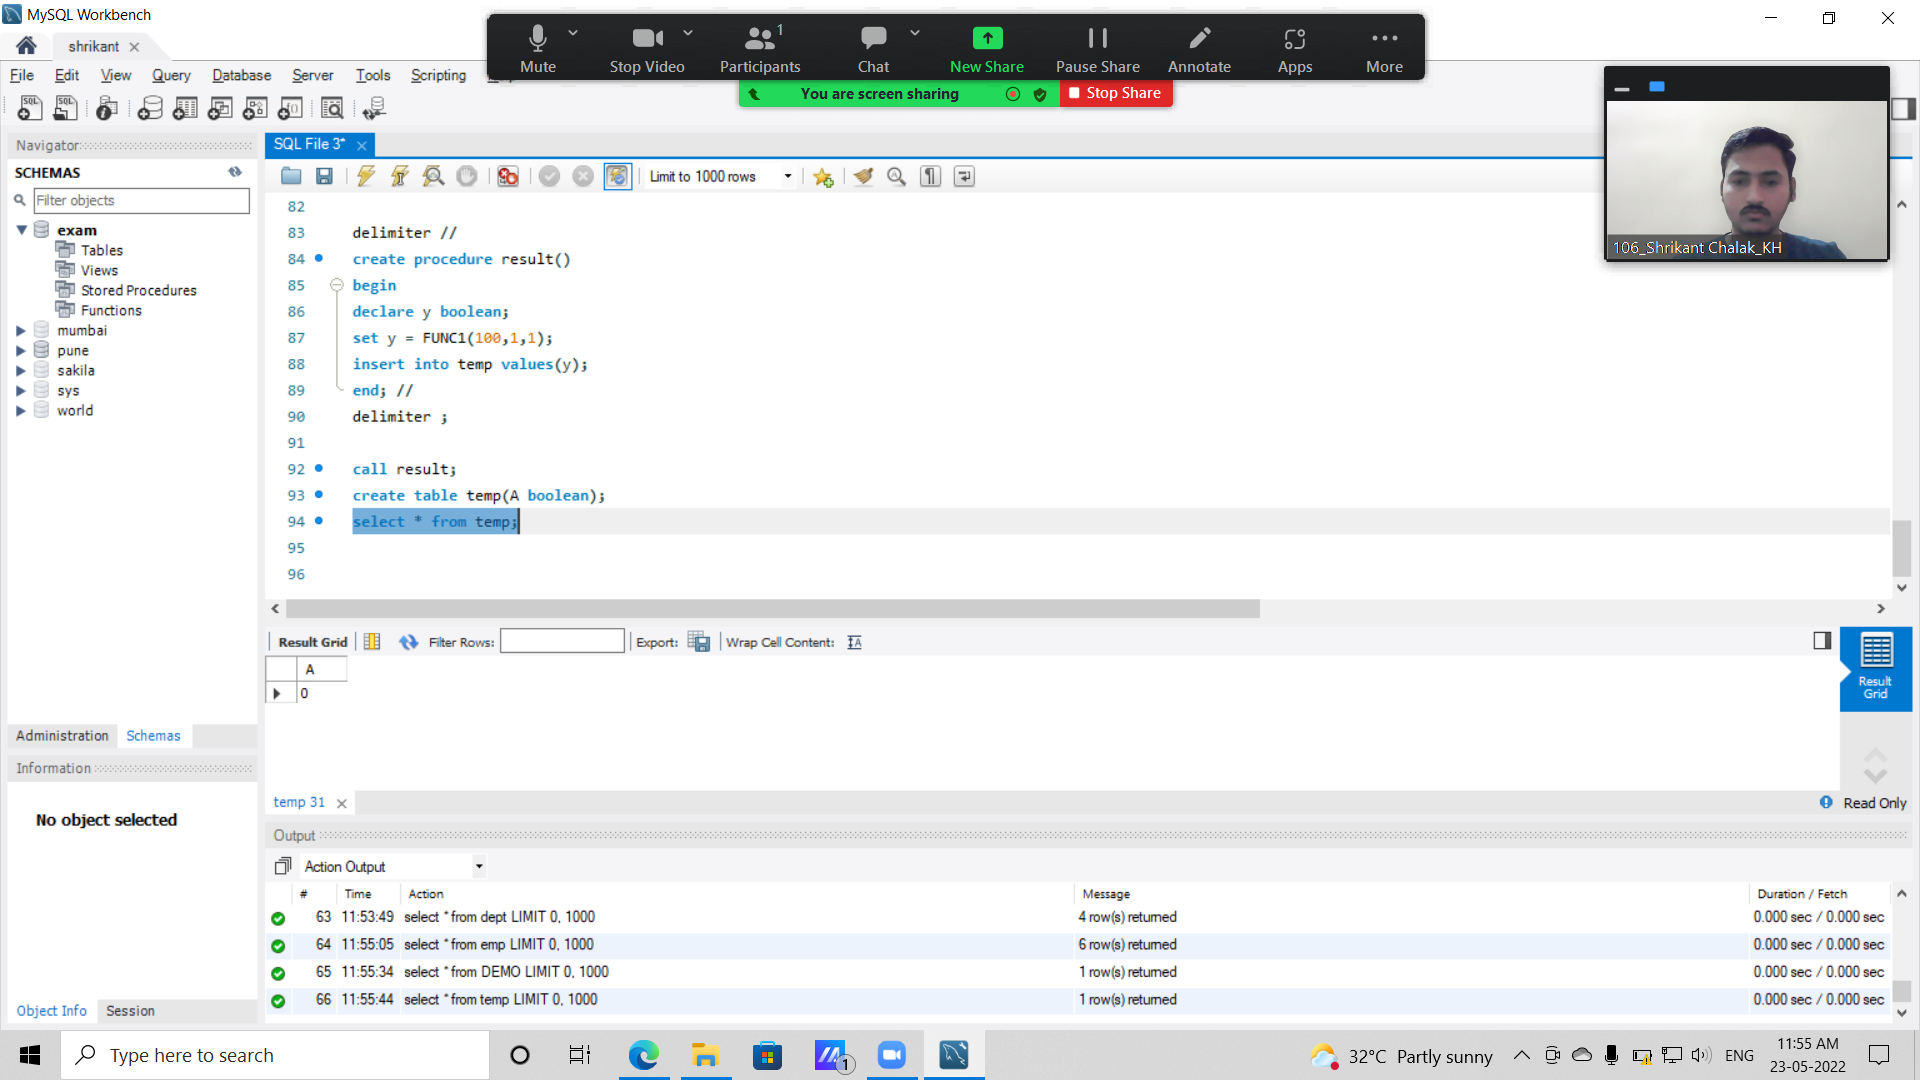 MySQL Workbench
shrikant
File Edit View Query Database Server Tools Scripting
Mute
Stop Video
1
Participants
Chat
New Share
Pause Share
Annotate
Apps
More
You are screen sharing
Stop Share
106_Shrikant Chalak_KH
Navigator
SCHEMAS
Filter objects
exam
Tables
Views
Stored Procedures
Functions
mumbai
pune
sakila
sys
world
Administration Schemas
Information
No object selected
Object Info Session
SQL File 3*
Limit to 1000 rows
82
83 delimiter //
84 create procedure result()
85 begin
86 declare y boolean;
87 set y = FUNC1(100,1,1);
88 insert into temp values(y);
89 end; //
90 delimiter ;
91
92 call result;
93 create table temp(A boolean);
94 select * from temp;
95
96
Result Grid Filter Rows: Export: Wrap Cell Content:
A
0
Result
Grid
temp 31
Read Only
Output
Action Output
# Time Action Message Duration / Fetch
63 11:53:49 select * from dept LIMIT 0, 1000 4 row(s) returned 0.000 sec / 0.000 sec
64 11:55:05 select * from emp LIMIT 0, 1000 6 row(s) returned 0.000 sec / 0.000 sec
65 11:55:34 select * from DEMO LIMIT 0, 1000 1 row(s) returned 0.000 sec / 0.000 sec
66 11:55:44 select * from temp LIMIT 0, 1000 1 row(s) returned 0.000 sec / 0.000 sec
Type here to search
1
32°C Partly sunny
ENG
11:55 AM
23-05-2022